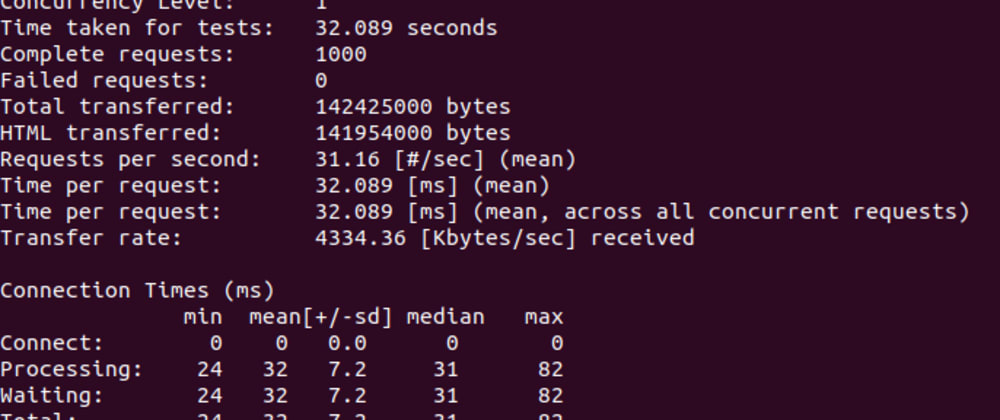 Concurrency Level:      1
Time taken for tests:   32.089 seconds
Complete requests:      1000
Failed requests:        0
Total transferred:      142425000 bytes
HTML transferred:       141954000 bytes
Requests per second:    31.16 [#/sec] (mean)
Time per request:       32.089 [ms] (mean)
Time per request:       32.089 [ms] (mean, across all concurrent requests)
Transfer rate:          4334.36 [Kbytes/sec] received
Connection Times (ms)
              min  mean[+/-sd] median   max
Connect:        0    0   0.0      0       0
Processing:    24   32   7.2     31      82
Waiting:       24   32   7.2     31      82
Total:         24   32   7.2     31      82